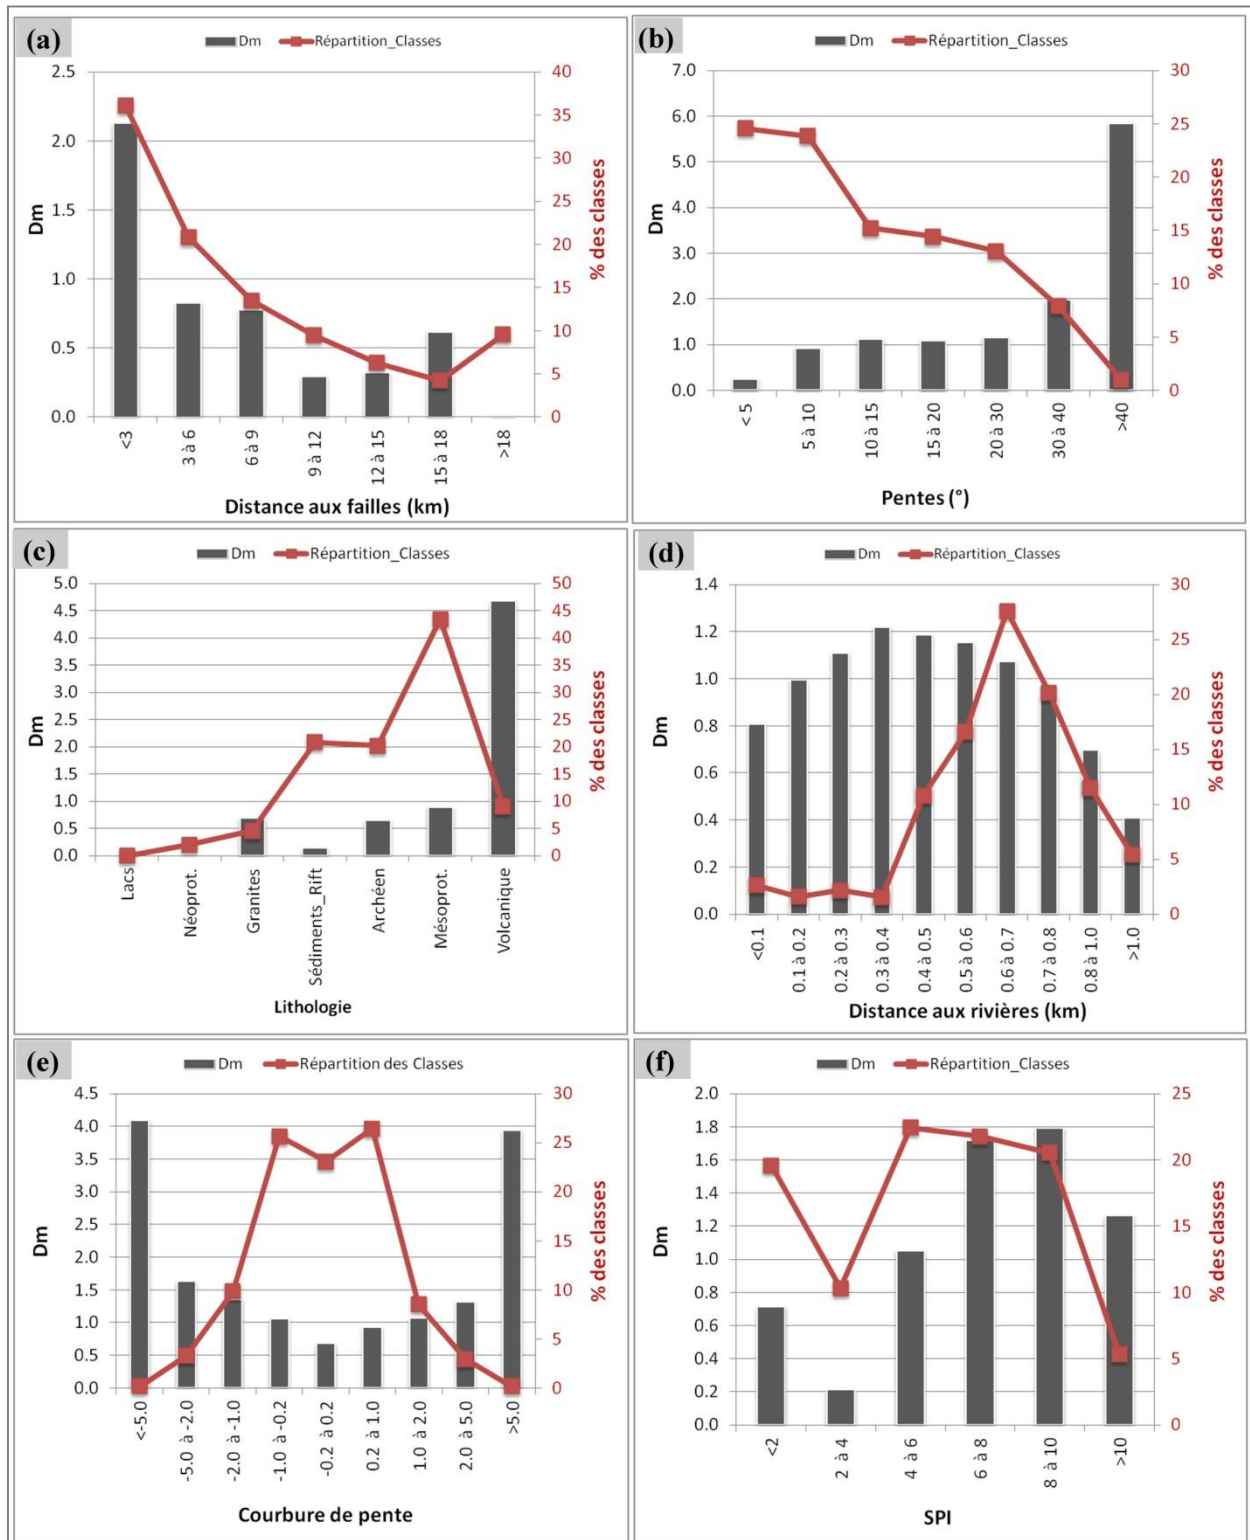 (a)
Dm Répartition_Classes
2.5
2.0
1.5
1.0
0.5
0.0
Dm
40
35
30
25
20
15
10
5
0
% des classes
<3
3 à 6
6 à 9
9 à 12
12 à 15
15 à 18
>18
Distance aux failles (km)
(b)
Dm Répartition_Classes
7.0
6.0
5.0
4.0
3.0
2.0
1.0
0.0
Dm
30
25
20
15
10
5
0
% des classes
< 5
5 à 10
10 à 15
15 à 20
20 à 30
30 à 40
>40
Pentes (°)
(c)
Dm Répartition_Classes
5.0
4.5
4.0
3.5
3.0
2.5
2.0
1.5
1.0
0.5
0.0
Dm
50
45
40
35
30
25
20
15
10
5
0
% des classes
Lacs
Néoprot.
Granites
Sédiments_Rift
Archéen
Mésoprot.
Volcanique
Lithologie
(d)
Dm Répartition_Classes
1.4
1.2
1.0
0.8
0.6
0.4
0.2
0.0
Dm
30
25
20
15
10
5
0
% des classes
<0.1
0.1 à 0.2
0.2 à 0.3
0.3 à 0.4
0.4 à 0.5
0.5 à 0.6
0.6 à 0.7
0.7 à 0.8
0.8 à 1.0
>1.0
Distance aux rivières (km)
(e)
Dm Répartition des Classes
4.5
4.0
3.5
3.0
2.5
2.0
1.5
1.0
0.5
0.0
Dm
30
25
20
15
10
5
0
% des classes
<-5.0
-5.0 à -2.0
-2.0 à -1.0
-1.0 à -0.2
-0.2 à 0.2
0.2 à 1.0
1.0 à 2.0
2.0 à 5.0
>5.0
Courbure de pente
(f)
Dm Répartition_Classes
2.0
1.8
1.6
1.4
1.2
1.0
0.8
0.6
0.4
0.2
0.0
Dm
25
20
15
10
5
0
% des classes
<2
2 à 4
4 à 6
6 à 8
8 à 10
>10
SPI